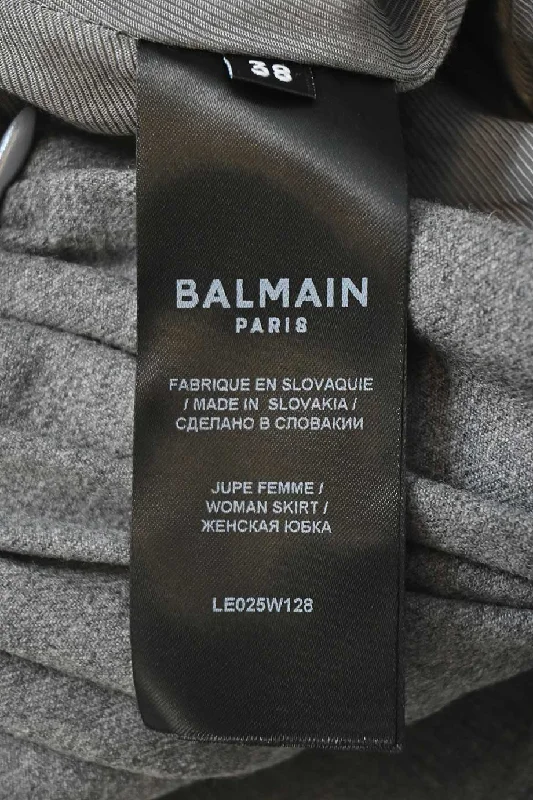 38
BALMAIN
PARIS
FABRIQUE EN SLOVAQUIE
/ MADE IN SLOVAKIA /
СДЕЛАНО В СЛОВАКИИ
JUPE FEMME /
WOMAN SKIRT /
ЖЕНСКАЯ ЮБКА
LE025W128